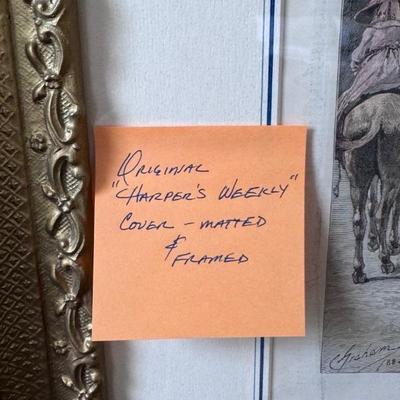 Original
"Harper's Weekly"
Cover - matted
&
framed